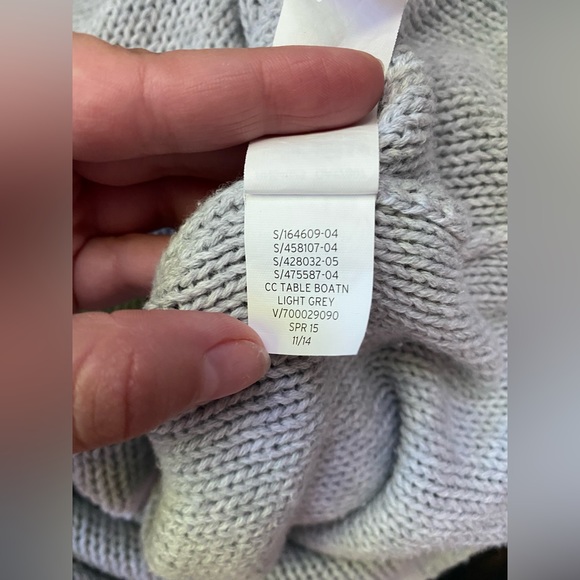 S/164609-04
S/458107-04
S/428032-05
S/475587-04
CC TABLE BOATN
LIGHT GREY
V/700029090
SPR 15
11/14